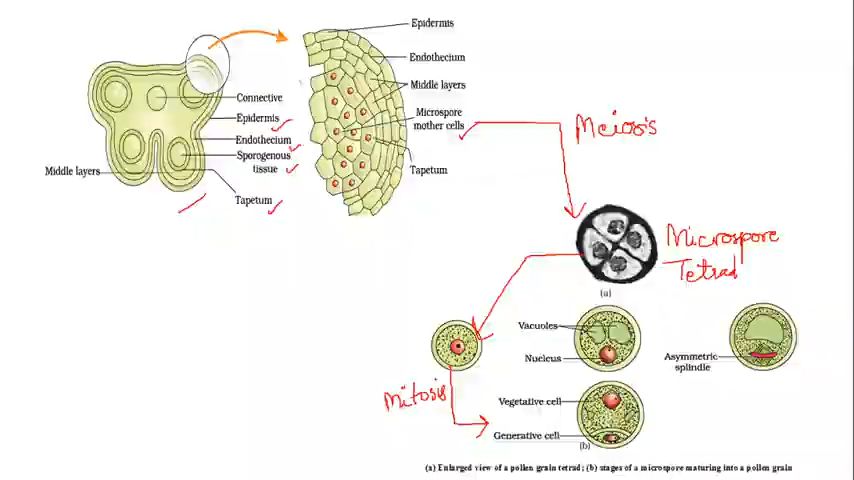 Epidermis
Endothecium
Middle layers
Microspore
mother cells
Tapetum
Connective
Epidermis
Endothecium
Sporogenous
tissue
Middle layers
Tapetum
Meiosis
Microspore
Tetrad
(a)
Vacuoles
Nucleus
Asymmetric
spindle
Mitosis
Vegetative cell
Generative cell
(b)
(a) Enlarged view of a pollen grain tetrad; (b) stages of a microspore maturing into a pollen grain